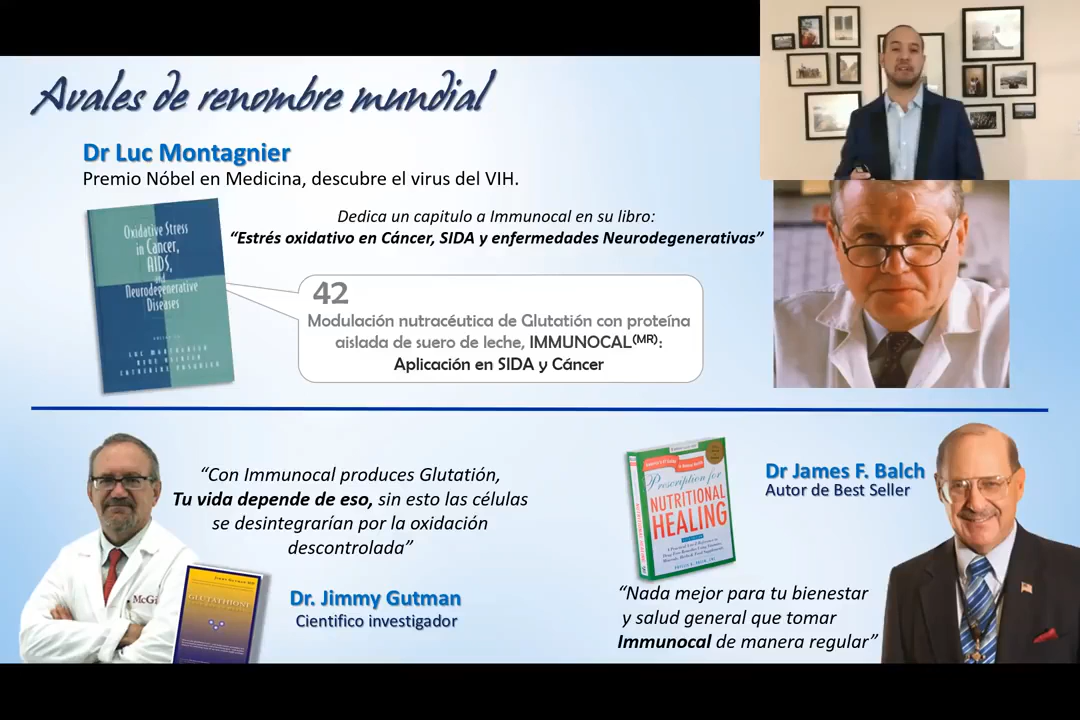 Avales de renombre mundial
Dr Luc Montagnier
Premio Nóbel en Medicina, descubre el virus del VIH.
Dedica un capitulo a Immunocal en su libro:
“Estrés oxidativo en Cáncer, SIDA y enfermedades Neurodegenerativas”
Oxidative Stress
in Cancer,
AIDS,
and
Neurodegenerative
Diseases
LUC MONTAGNIER
42
Modulación nutracéutica de Glutatión con proteína
aislada de suero de leche, IMMUNOCAL(MR):
Aplicación en SIDA y Cáncer
“Con Immunocal produces Glutatión,
Tu vida depende de eso, sin esto las células
se desintegrarían por la oxidación
descontrolada”
McGi
GLUTATHIONE
Dr. Jimmy Gutman
Cientifico investigador
Prescription for
NUTRITIONAL
HEALING
Dr James F. Balch
Autor de Best Seller
“Nada mejor para tu bienestar
y salud general que tomar
Immunocal de manera regular”